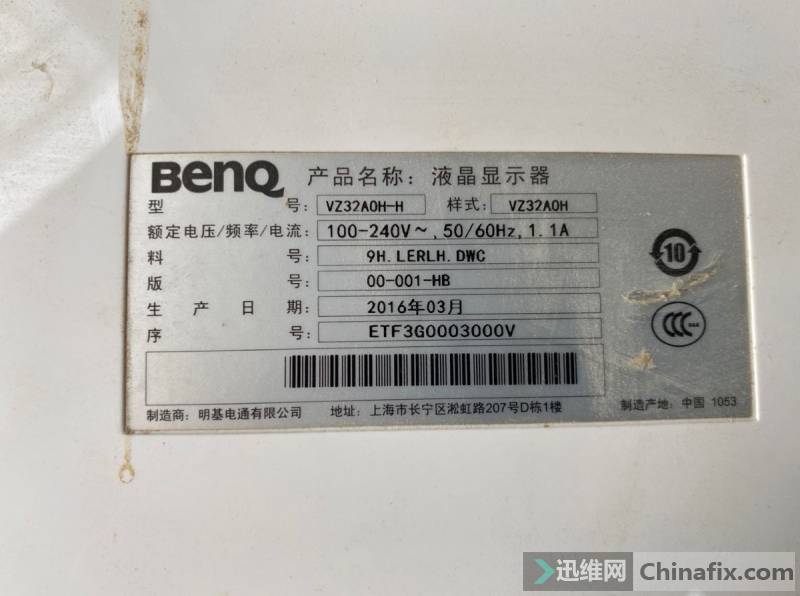 BenQ 产品名称：液晶显示器
型号： VZ32A0H-H 样式： VZ32A0H
额定电压/频率/电流： 100-240V～,50/60Hz,1.1A
料号： 9H.LERLH.DWC
版号： 00-001-HB
生产日期： 2016年03月
序号： ETF3G0003000V
10
CCC
制造商：明基电通有限公司 地址：上海市长宁区淞虹路207号D栋1楼 制造产地：中国 1053
迅维网 Chinafix.com